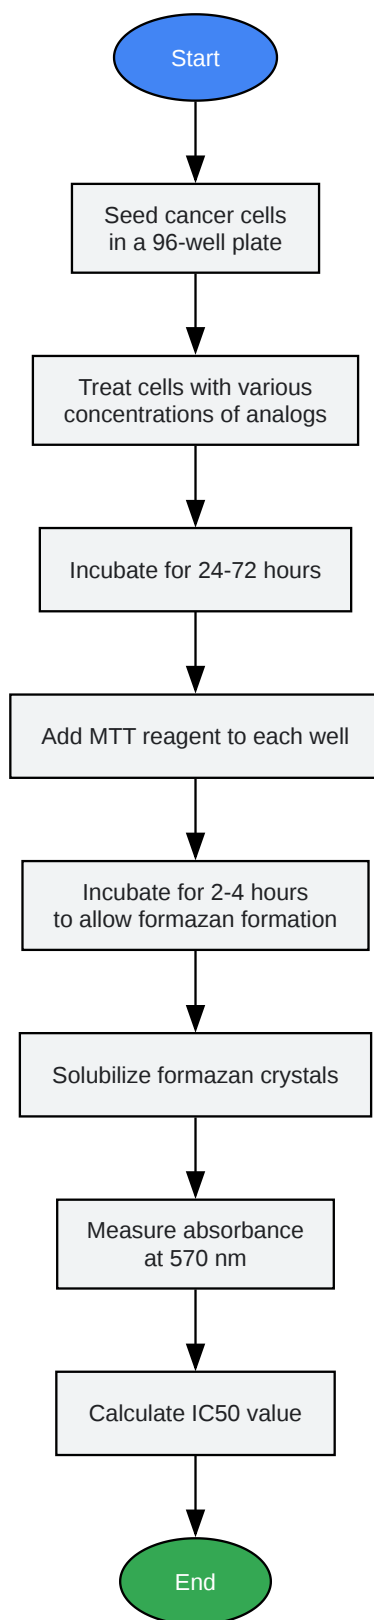 Start
Seed cancer cells
in a 96-well plate
Treat cells with various
concentrations of analogs
Incubate for 24-72 hours
Add MTT reagent to each well
Incubate for 2-4 hours
to allow formazan formation
Solubilize formazan crystals
Measure absorbance
at 570 nm
Calculate IC50 value
End